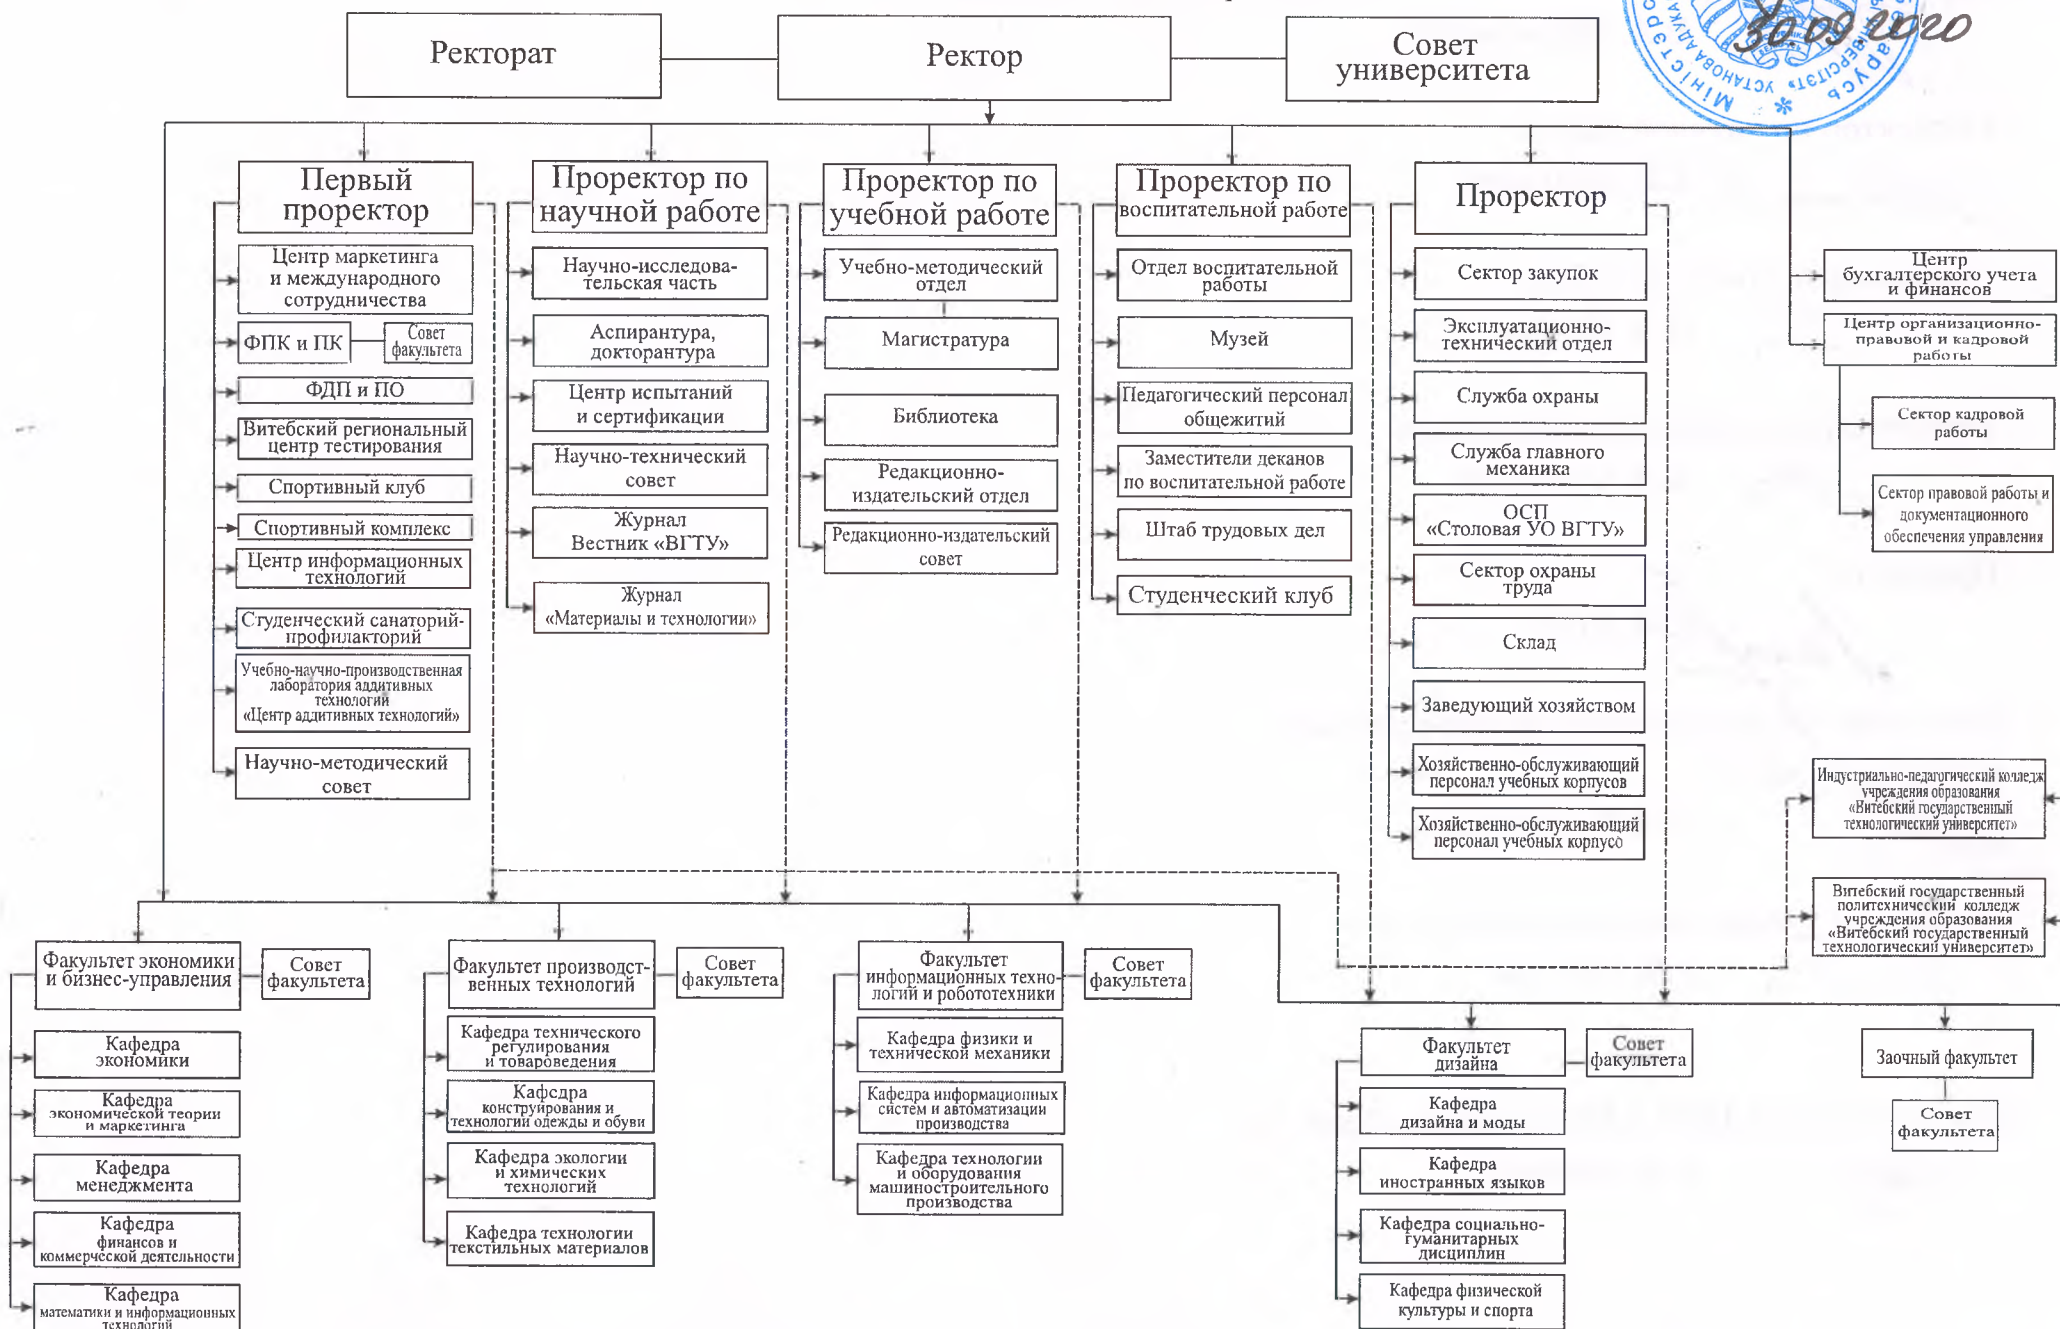 Ректорат
Ректор
Совет
университета
30 09 2020
Первый
проректор
Проректор по
научной работе
Проректор по
учебной работе
Проректор по
воспитательной работе
Проректор
Центр маркетинга
и международного
сотрудничества
ФПК и ПК
Совет
факультета
ФДП и ПО
Витебский региональный
центр тестирования
Спортивный клуб
Спортивный комплекс
Центр информационных
технологий
Студенческий санаторий-
профилакторий
Учебно-научно-производственная
лаборатория аддитивных
технологии
«Центр аддитивных технологий»
Научно-методический
совет
Научно-исследова-
тельская часть
Аспирантура,
докторантура
Центр испытаний
и сертификации
Научно-технический
совет
Журнал
Вестник «ВГТУ»
Журнал
«Материалы и технологии»
Учебно-методический
отдел
Магистратура
Библиотека
Редакционно-
издательский отдел
Редакционно-издательский
совет
Отдел воспитательной
работы
Музей
Педагогический персонал
общежитий
Заместители деканов
по воспитательной работе
Штаб трудовых дел
Студенческий клуб
Сектор закупок
Эксплуатационно-
технический отдел
Служба охраны
Служба главного
механика
ОСП
«Столовая УО ВГТУ»
Сектор охраны
труда
Склад
Заведующий хозяйством
Хозяйственно-обслуживающий
персонал учебных корпусов
Хозяйственно-обслуживающий
персонал учебных корпусо
Центр
бухгалтерского учета
и финансов
Центр организационно-
правовой и кадровой
работы
Сектор кадровой
работы
Сектор правовой работы и
документационного
обеспечения управления
Индустриально-педагогический колледж
учреждения образования
«Витебский государственный
технологический университет»
Витебский государственный
политехнический колледж
учреждения образования
«Витебский государственный
технологический университет»
Факультет экономики
и бизнес-управления
Совет
факультета
Кафедра
экономики
Кафедра
экономической теории
и маркетинга
Кафедра
менеджмента
Кафедра
финансов и
коммерческой деятельности
Кафедра
математики и информационных
технологий
Факультет производст-
венных технологий
Совет
факультета
Кафедра технического
регулирования
и товароведения
Кафедра
конструирования и
технологии одежды и обуви
Кафедра экологии
и химических
технологий
Кафедра технологии
текстильных материалов
Факультет
информационных техно-
логий и робототехники
Совет
факультета
Кафедра физики и
технической механики
Кафедра информационных
систем и автоматизации
производства
Кафедра технологии
и оборудования
машиностроительного
производства
Факультет
дизайна
Совет
факультета
Кафедра
дизайна и моды
Кафедра
иностранных языков
Кафедра социально-
гуманитарных
дисциплин
Кафедра физической
культуры и спорта
Заочный факультет
Совет
факультета